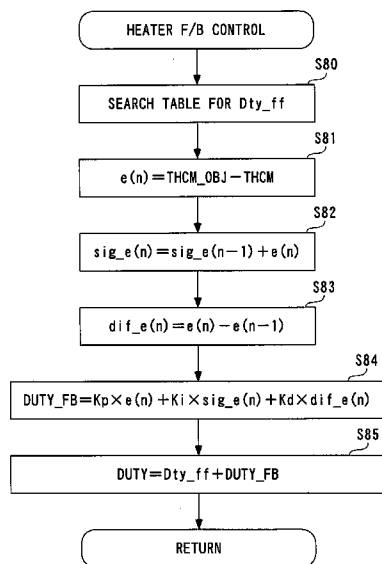 HEATER F/B CONTROL
S80
SEARCH TABLE FOR Dty_ff
S81
e(n)=THCM_OBJ−THCM
S82
sig_e(n)=sig_e(n−1)+e(n)
S83
dif_e(n)=e(n)−e(n−1)
S84
DUTY_FB=Kp×e(n)+Ki×sig_e(n)+Kd×dif_e(n)
S85
DUTY=Dty_ff+DUTY_FB
RETURN